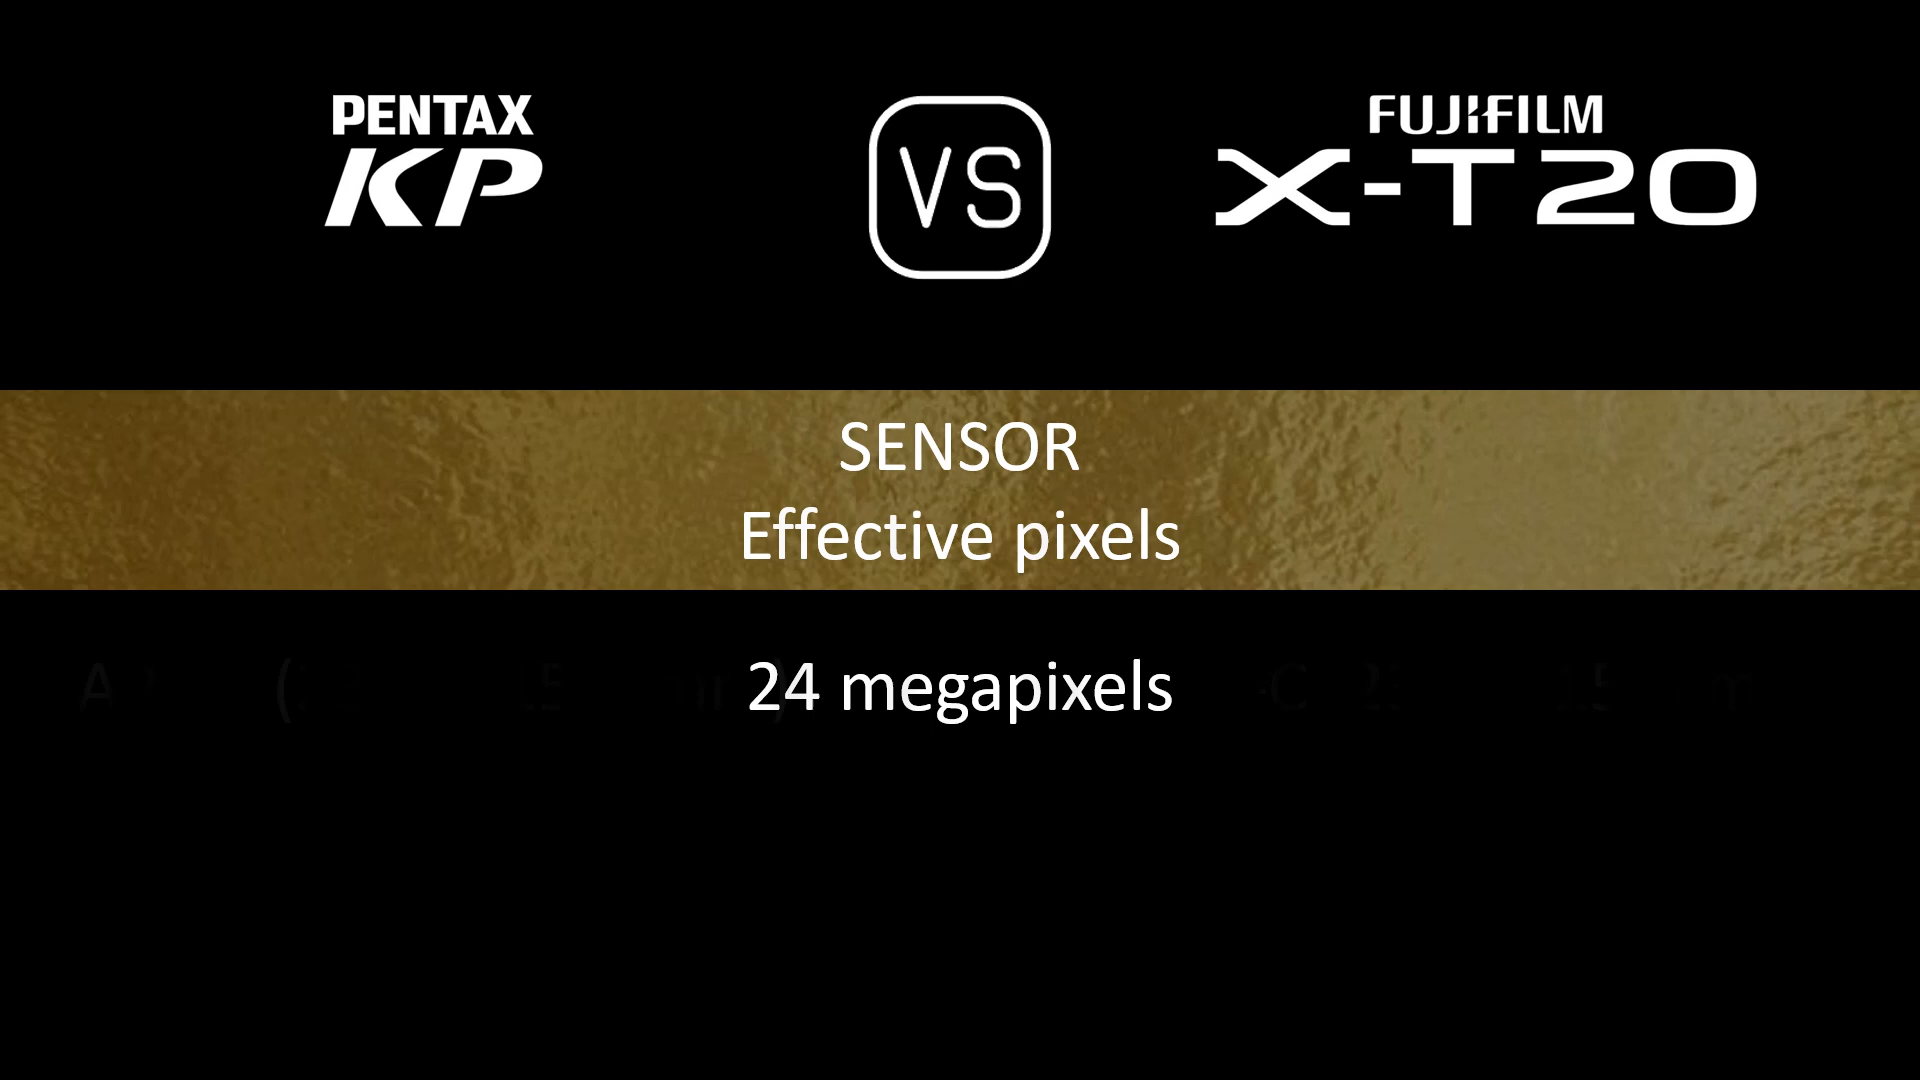 PENTAX
KP
VS
FUJIFILM
X-T20
SENSOR
Effective pixels
24 megapixels